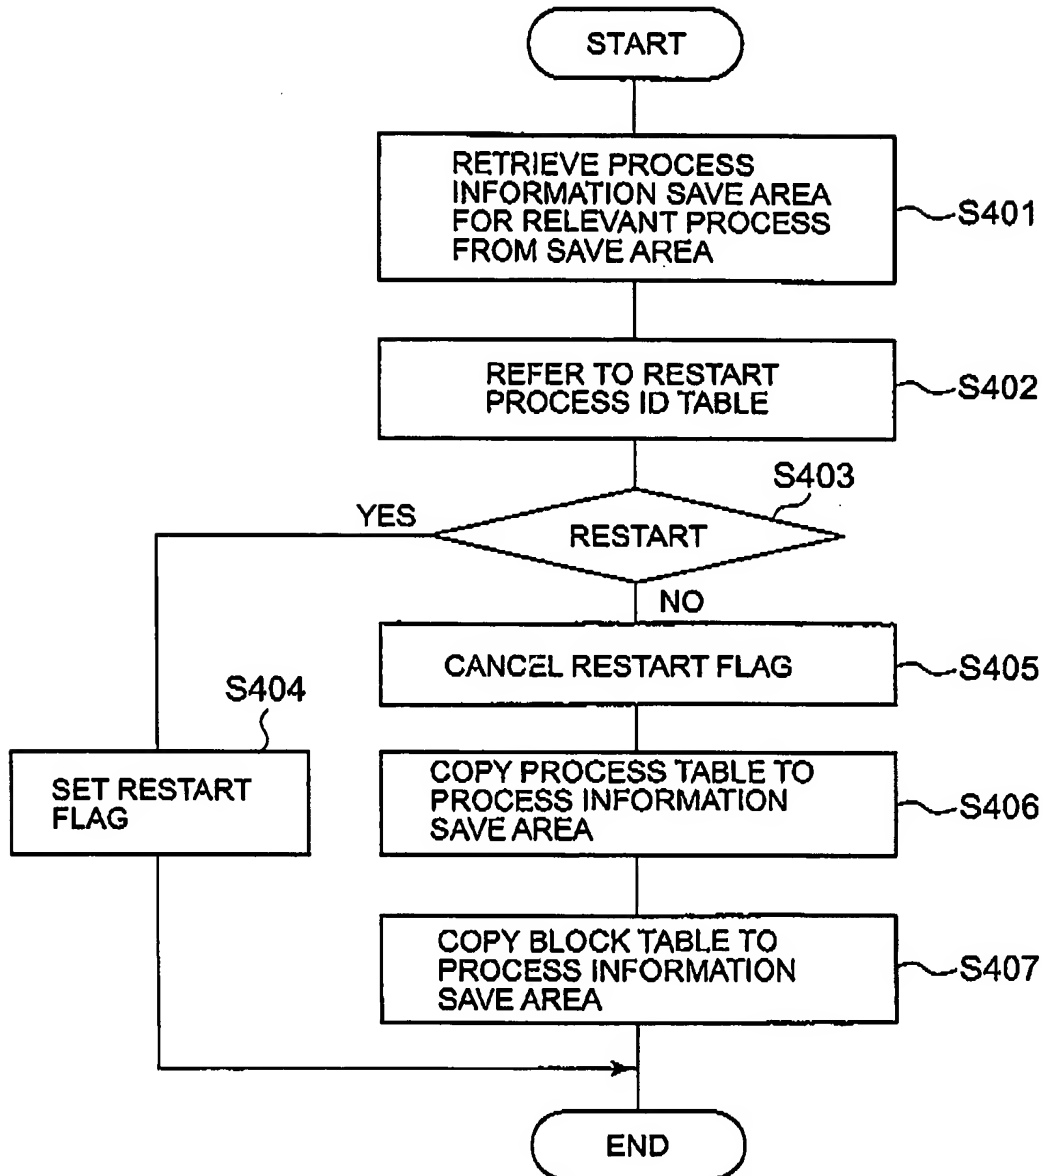 START
RETRIEVE PROCESS
INFORMATION SAVE AREA
FOR RELEVANT PROCESS
FROM SAVE AREA
S401
REFER TO RESTART
PROCESS ID TABLE
S402
S403
YES
RESTART
NO
CANCEL RESTART FLAG
S405
S404
SET RESTART
FLAG
COPY PROCESS TABLE TO
PROCESS INFORMATION
SAVE AREA
S406
COPY BLOCK TABLE TO
PROCESS INFORMATION
SAVE AREA
S407
END